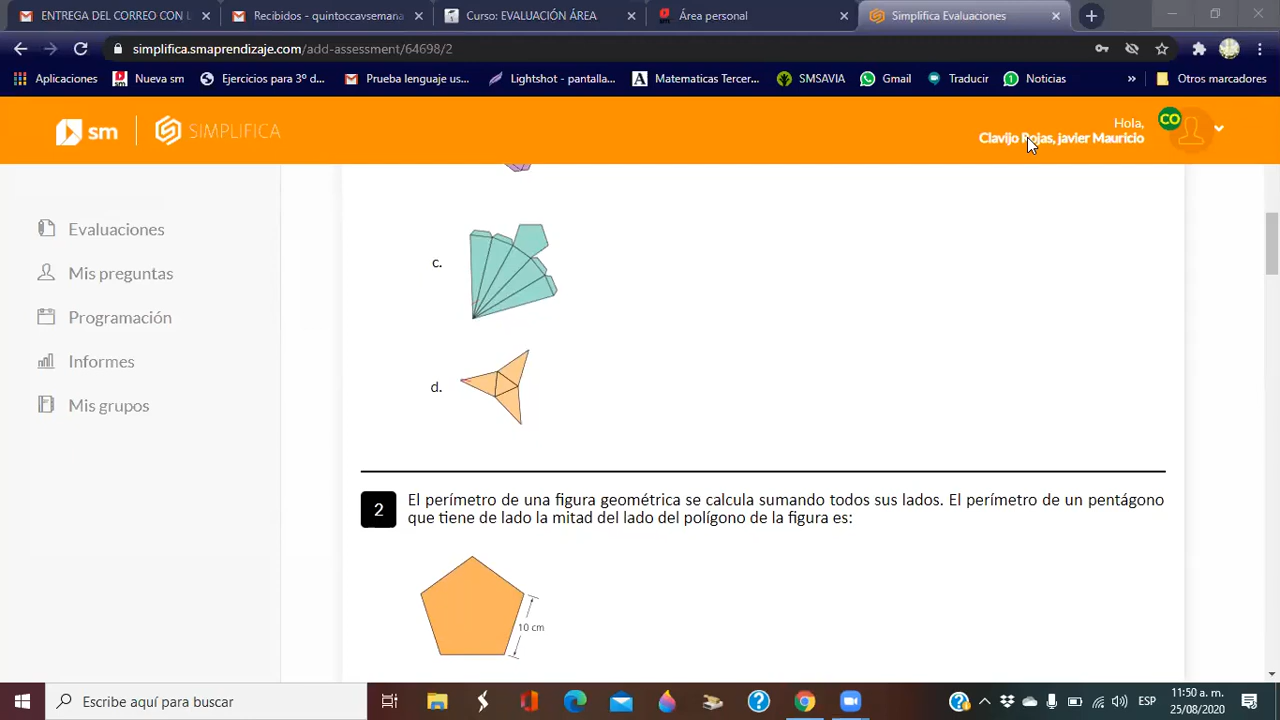 ENTREGA DEL CORREO CON L
Recibidos - quintoccavsemana
Curso: EVALUACIÓN ÁREA
Área personal
Simplifica Evaluaciones
simplifica.smaprendizaje.com/add-assessment/64698/2
Aplicaciones
Nueva sm
Ejercicios para 3º d...
Prueba lenguaje us...
Lightshot - pantalla...
Matematicas Tercer...
SMSAVIA
Gmail
Traducir
Noticias
Otros marcadores
sm
SIMPLIFICA
Hola,
Clavijo Rojas, javier Mauricio
CO
Evaluaciones
Mis preguntas
Programación
Informes
Mis grupos
c.
d.
2
El perímetro de una figura geométrica se calcula sumando todos sus lados. El perímetro de un pentágono
que tiene de lado la mitad del lado del polígono de la figura es:
10 cm
Escribe aquí para buscar
ESP
11:50 a. m.
25/08/2020